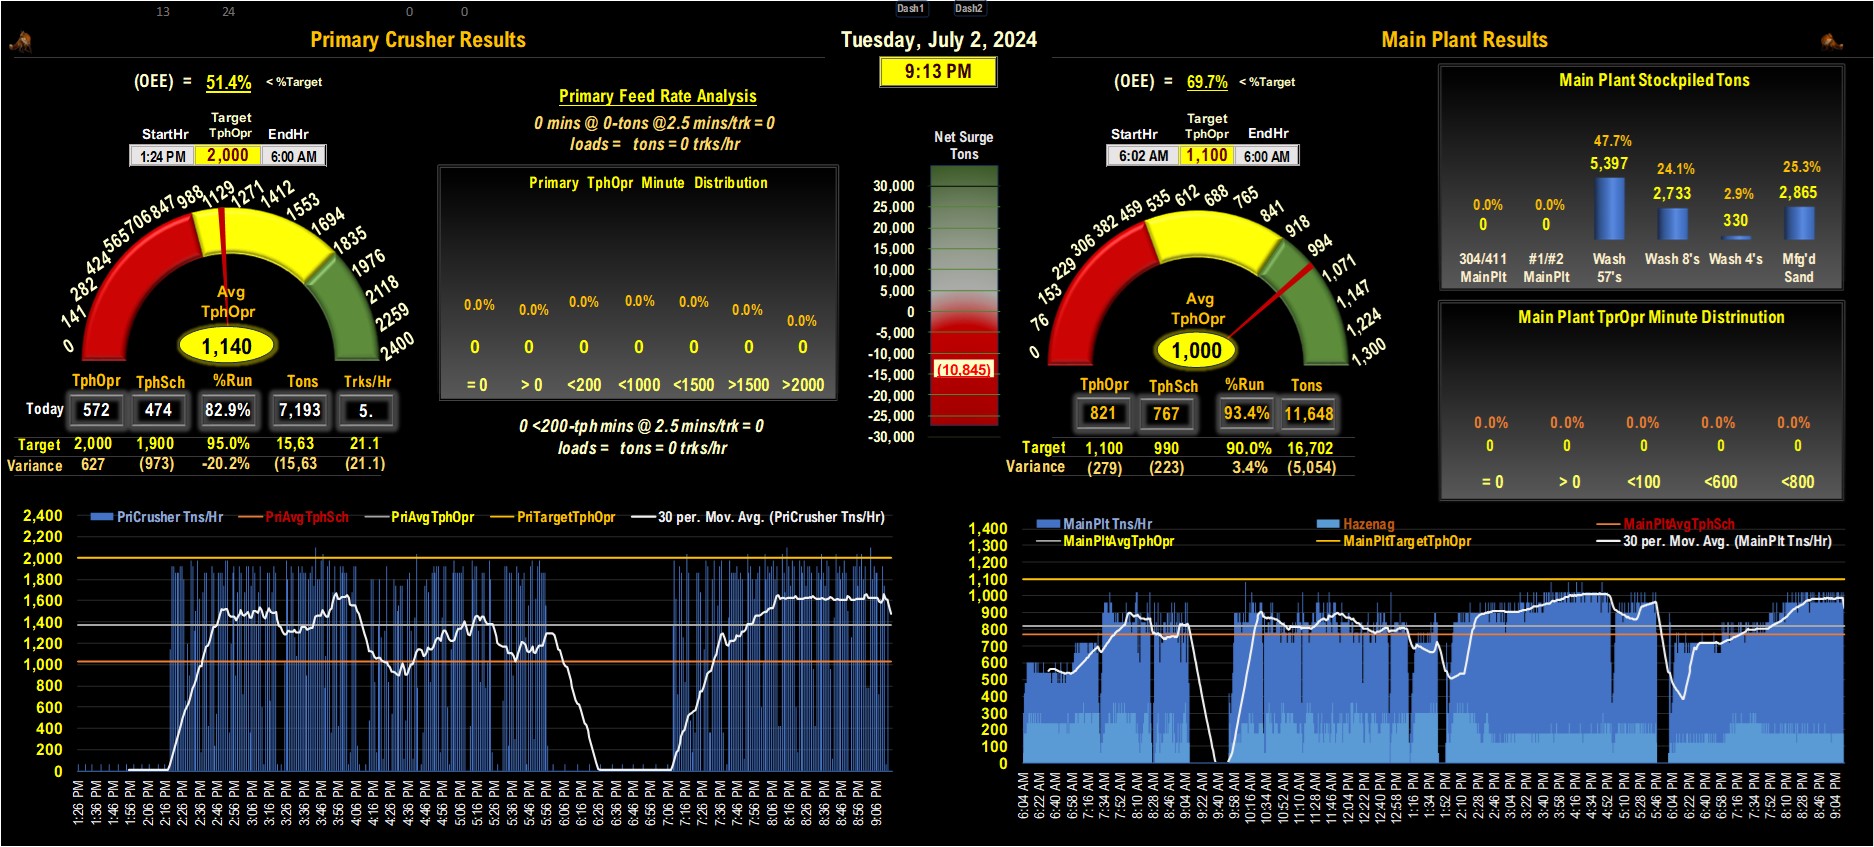 13 24 0 0 Dash1 Dash2
Primary Crusher Results
Tuesday, July 2, 2024
Main Plant Results
9:13 PM
(OEE) = 51.4% < %Target
Target
StartHr TphOpr EndHr
1:24 PM 2,000 6:00 AM
0 141 282 424 565 706 847 988 1129 1271 1412 1553 1694 1835 1976 2118 2259 2400
Avg
TphOpr
1,140
TphOpr TphSch %Run Tons Trks/Hr
Today 572 474 82.9% 7,193 5.
Target 2,000 1,900 95.0% 15,63 21.1
Variance 627 (973) -20.2% (15,63 (21.1)
Primary Feed Rate Analysis
0 mins @ 0-tons @2.5 mins/trk = 0
loads = tons = 0 trks/hr
Primary TphOpr Minute Distribution
0.0% 0.0% 0.0% 0.0% 0.0% 0.0% 0.0%
0 0 0 0 0 0 0
= 0 > 0 <200 <1000 <1500 >1500 >2000
0 <200-tph mins @ 2.5 mins/trk = 0
loads = tons = 0 trks/hr
Net Surge
Tons
30,000
25,000
20,000
15,000
10,000
5,000
0
-5,000
-10,000
(10,845)
-15,000
-20,000
-25,000
-30,000
(OEE) = 69.7% < %Target
Target
StartHr TphOpr EndHr
6:02 AM 1,100 6:00 AM
0 76 153 229 306 382 459 535 612 688 765 841 918 994 1,071 1,147 1,224 1,300
Avg
TphOpr
1,000
TphOpr TphSch %Run Tons
821 767 93.4% 11,648
Target 1,100 990 90.0% 16,702
Variance (279) (223) 3.4% (5,054)
Main Plant Stockpiled Tons
0.0% 0.0% 47.7% 24.1% 2.9% 25.3%
0 0 5,397 2,733 330 2,865
304/411 #1/#2 Wash Wash 8's Wash 4's Mfg'd
MainPlt MainPlt 57's Sand
Main Plant TprOpr Minute Distrinution
0.0% 0.0% 0.0% 0.0% 0.0%
0 0 0 0 0
= 0 > 0 <100 <600 <800
PriCrusher Tns/Hr PriAvgTphSch PriAvgTphOpr PriTargetTphOpr 30 per. Mov. Avg. (PriCrusher Tns/Hr)
2,400
2,200
2,000
1,800
1,600
1,400
1,200
1,000
800
600
400
200
0
1:26 PM 1:36 PM 1:46 PM 1:56 PM 2:06 PM 2:16 PM 2:26 PM 2:36 PM 2:46 PM 2:56 PM 3:06 PM 3:16 PM 3:26 PM 3:36 PM 3:46 PM 3:56 PM 4:06 PM 4:16 PM 4:26 PM 4:36 PM 4:46 PM 4:56 PM 5:06 PM 5:16 PM 5:26 PM 5:36 PM 5:46 PM 5:56 PM 6:06 PM 6:16 PM 6:26 PM 6:36 PM 6:46 PM 6:56 PM 7:06 PM 7:16 PM 7:26 PM 7:36 PM 7:46 PM 7:56 PM 8:06 PM 8:16 PM 8:26 PM 8:36 PM 8:46 PM 8:56 PM 9:06 PM
MainPlt Tns/Hr Hazenag MainPltAvgTphSch
MainPltAvgTphOpr MainPltTargetTphOpr 30 per. Mov. Avg. (MainPlt Tns/Hr)
1,400
1,300
1,200
1,100
1,000
900
800
700
600
500
400
300
200
100
0
6:04 AM 6:22 AM 6:40 AM 6:58 AM 7:16 AM 7:34 AM 7:52 AM 8:10 AM 8:28 AM 8:46 AM 9:04 AM 9:22 AM 9:40 AM 9:58 AM 10:16 AM 10:34 AM 10:52 AM 11:10 AM 11:28 AM 11:46 AM 12:04 PM 12:22 PM 12:40 PM 12:58 PM 1:16 PM 1:34 PM 1:52 PM 2:10 PM 2:28 PM 2:46 PM 3:04 PM 3:22 PM 3:40 PM 3:58 PM 4:16 PM 4:34 PM 4:52 PM 5:10 PM 5:28 PM 5:46 PM 6:04 PM 6:22 PM 6:40 PM 6:58 PM 7:16 PM 7:34 PM 7:52 PM 8:10 PM 8:28 PM 8:46 PM 9:04 PM